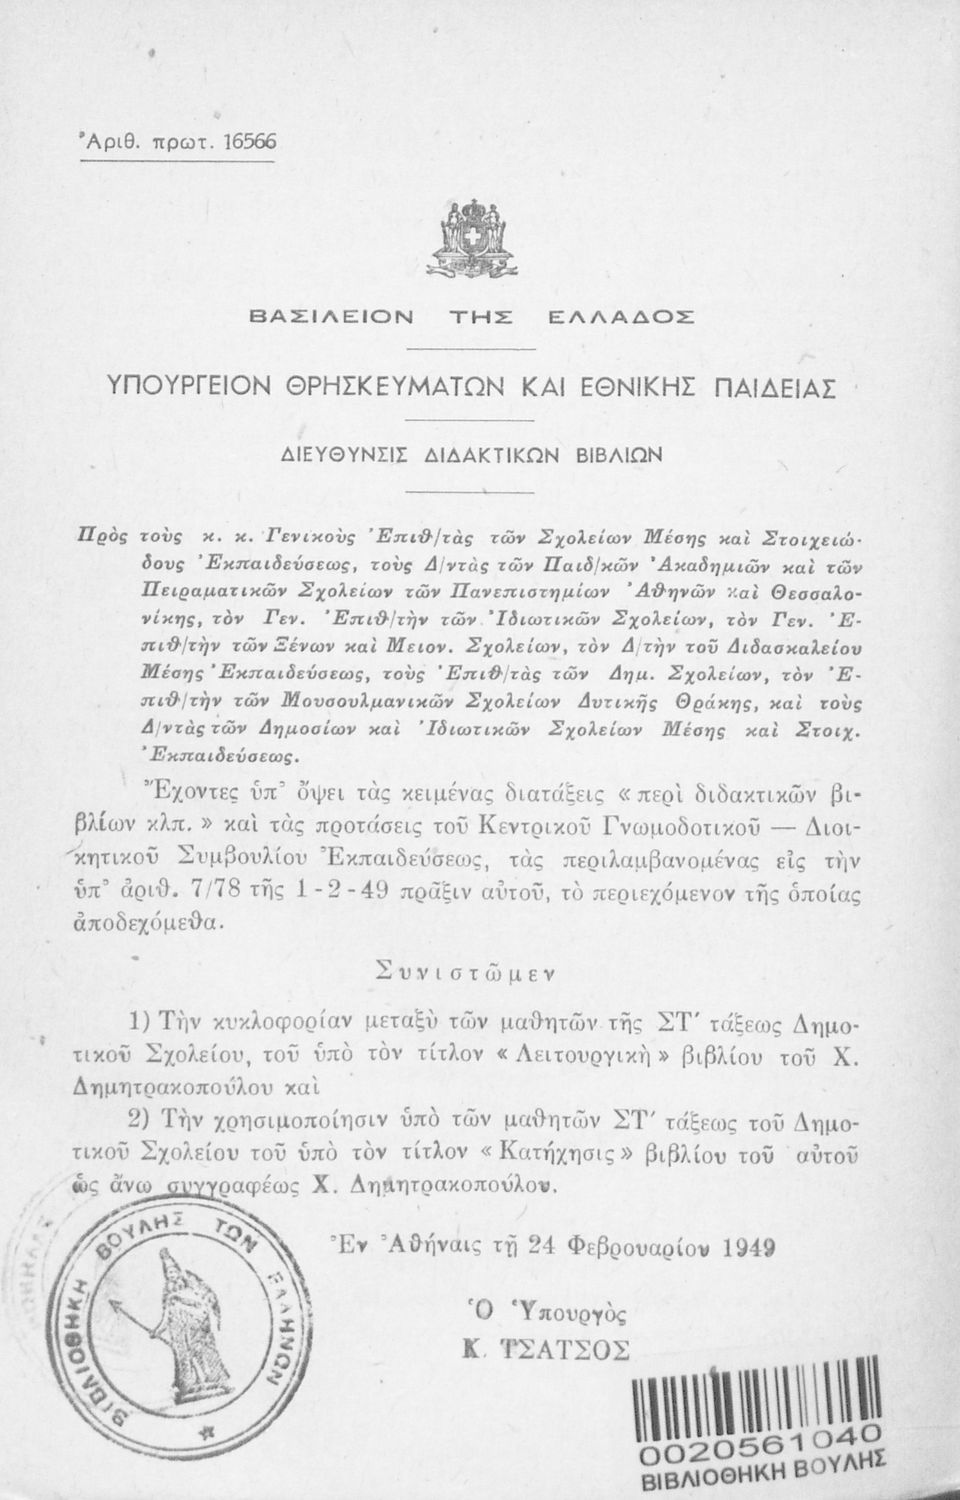 Ἀριθ. πρωτ. 16566
ΒΑΣΙΛΕΙΟΝ ΤΗΣ ΕΛΛΑΔΟΣ
ΥΠΟΥΡΓΕΙΟΝ ΘΡΗΣΚΕΥΜΑΤΩΝ ΚΑΙ ΕΘΝΙΚΗΣ ΠΑΙΔΕΙΑΣ
ΔΙΕΥΘΥΝΣΙΣ ΔΙΔΑΚΤΙΚΩΝ ΒΙΒΛΙΩΝ
Πρὸς τοὺς κ. κ. Γενικοὺς Ἐπιθ/τὰς τῶν Σχολείων Μέσης καὶ Στοιχειώ-
δους Ἐκπαιδεύσεως, τοὺς Δ/ντὰς τῶν Παιδ/κῶν Ἀκαδημιῶν καὶ τῶν
Πειραματικῶν Σχολείων τῶν Πανεπιστημίων Ἀθηνῶν καὶ Θεσσαλο-
νίκης, τὸν Γεν. Ἐπιθ/τὴν τῶν Ἰδιωτικῶν Σχολείων, τὸν Γεν. Ἐ-
πιθ/τὴν τῶν Ξένων καὶ Μειον. Σχολείων, τὸν Δ/τὴν τοῦ Διδασκαλείου
Μέσης Ἐκπαιδεύσεως, τοὺς Ἐπιθ/τὰς τῶν Δημ. Σχολείων, τὸν Ἐ-
πιθ/τὴν τῶν Μουσουλμανικῶν Σχολείων Δυτικῆς Θράκης, καὶ τοὺς
Δ/ντὰς τῶν Δημοσίων καὶ Ἰδιωτικῶν Σχολείων Μέσης καὶ Στοιχ.
Ἐκπαιδεύσεως.
Ἔχοντες ὑπ' ὄψει τὰς κειμένας διατάξεις « περὶ διδακτικῶν βι-
βλίων κλπ. » καὶ τὰς προτάσεις τοῦ Κεντρικοῦ Γνωμοδοτικοῦ — Διοι-
κητικοῦ Συμβουλίου Ἐκπαιδεύσεως, τὰς περιλαμβανομένας εἰς τὴν
ὑπ' ἀριθ. 7/78 τῆς 1 - 2 - 49 πρᾶξιν αὐτοῦ, τὸ περιεχόμενον τῆς ὁποίας
ἀποδεχόμεθα.
Συνιστῶμεν
1) Τὴν κυκλοφορίαν μεταξὺ τῶν μαθητῶν τῆς ΣΤ' τάξεως Δημο-
τικοῦ Σχολείου, τοῦ ὑπὸ τὸν τίτλον « Λειτουργικὴ » βιβλίου τοῦ Χ.
Δημητρακοπούλου καὶ
2) Τὴν χρησιμοποίησιν ὑπὸ τῶν μαθητῶν ΣΤ' τάξεως τοῦ Δημο-
τικοῦ Σχολείου τοῦ ὑπὸ τὸν τίτλον « Κατήχησις » βιβλίου τοῦ αὐτοῦ
ὡς ἄνω συγγραφέως Χ. Δημητρακοπούλου.
Ἐν Ἀθήναις τῇ 24 Φεβρουαρίου 1949
Ὁ Ὑπουργὸς
Κ. ΤΣΑΤΣΟΣ
ΒΙΒΛΙΟΘΗΚΗ ΒΟΥΛΗΣ ΤΩΝ ΕΛΛΗΝΩΝ
0020561040
ΒΙΒΛΙΟΘΗΚΗ ΒΟΥΛΗΣ